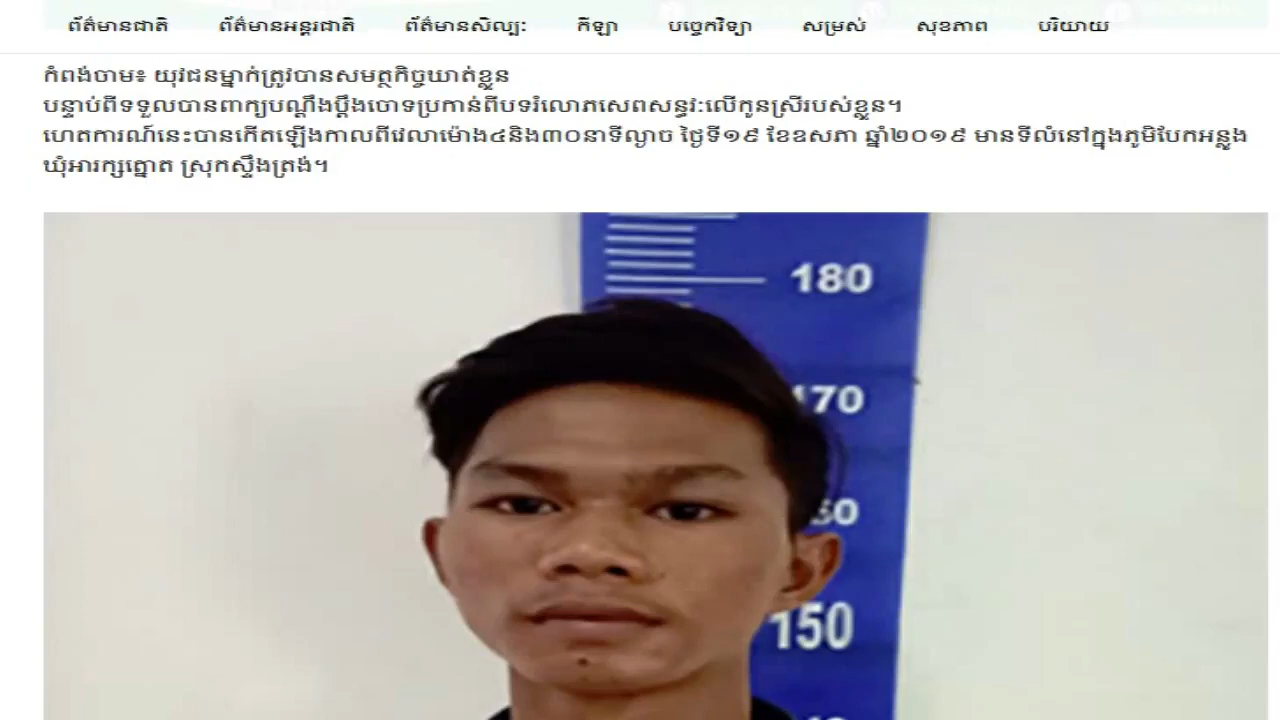 ព័ត៌មានជាតិ ព័ត៌មានអន្តរជាតិ ព័ត៌មានសិល្បៈ កីឡា បច្ចេកវិទ្យា សម្រស់ សុខភាព បរិយាយ
កំពង់ចាម៖ យុវជនម្នាក់ត្រូវបានសមត្ថកិច្ចឃាត់ខ្លួន
បន្ទាប់ពីទទួលបានពាក្យបណ្តឹងប្តឹងចោទប្រកាន់ពីបទរំលោភសេពសន្ធវៈលើកូនស្រីរបស់ខ្លួន។
ហេតការណ៍នេះបានកើតឡើងកាលពីវេលាម៉ោង៤និង៣០នាទីល្ងាច ថ្ងៃទី១៩ ខែឧសភា ឆ្នាំ២០១៩ មានទីលំនៅក្នុងភូមិបែកអន្លូង
ឃុំអារក្សត្នោត ស្រុកស្ទឹងត្រង់។
180
170
60
150